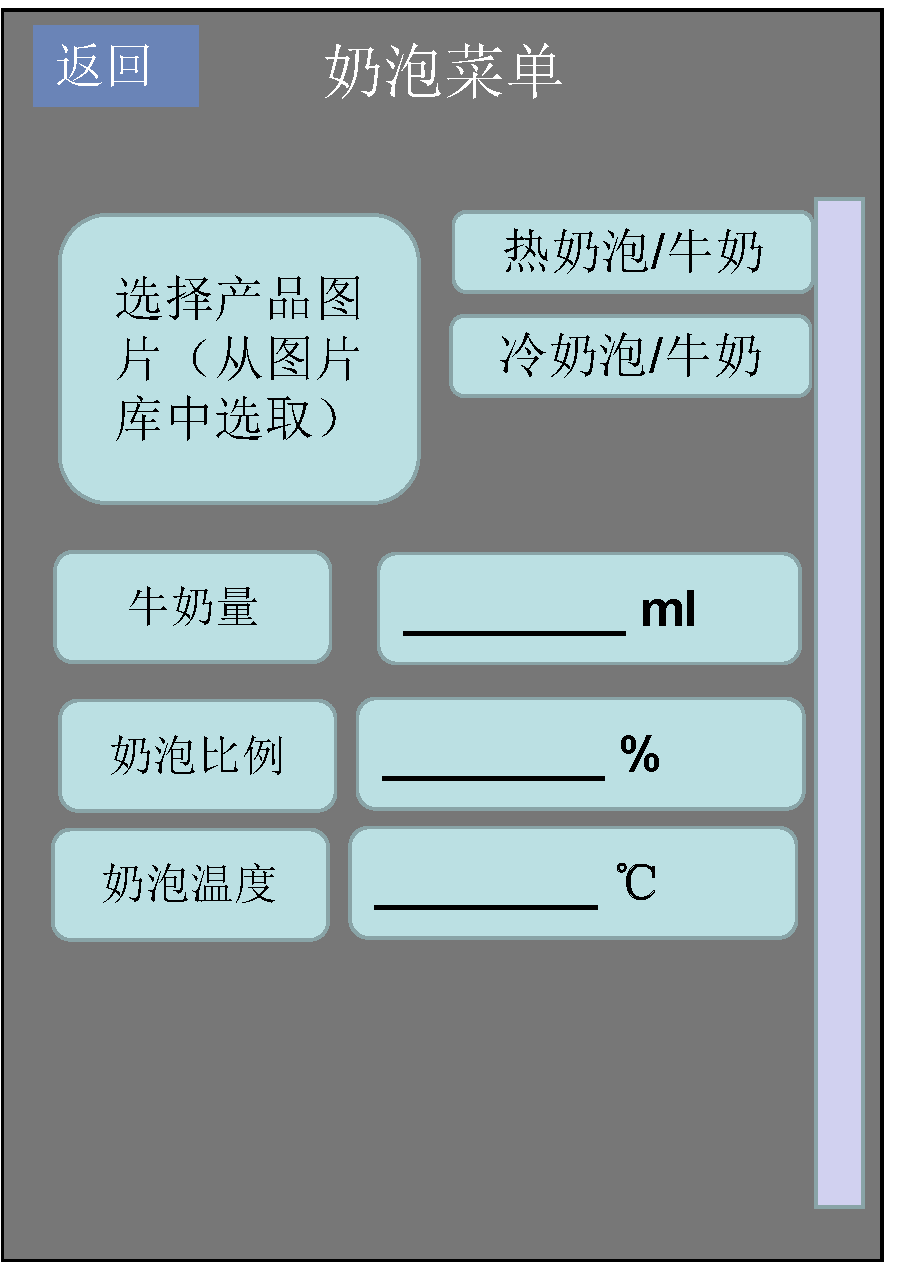 返回
奶泡菜单
选择产品图
片（从图片
库中选取）
热奶泡/牛奶
冷奶泡/牛奶
牛奶量
_________ ml
奶泡比例
_________ %
奶泡温度
_________ ℃